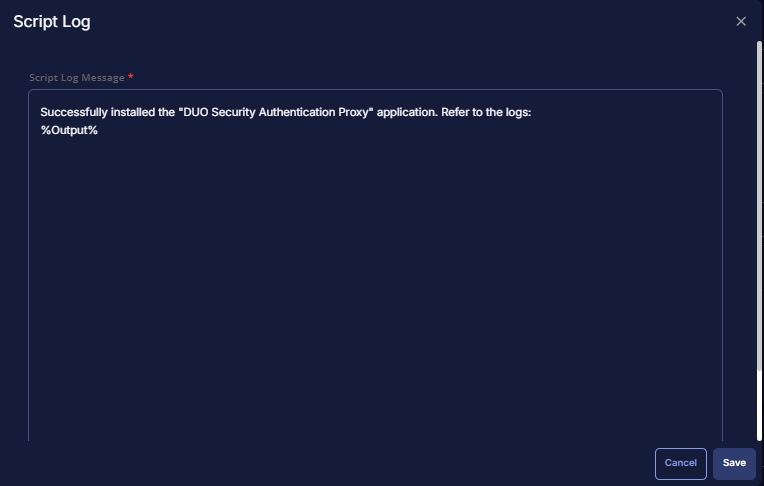 Script Log
Script Log Message *
Successfully installed the "DUO Security Authentication Proxy" application. Refer to the logs:
%Output%
Cancel
Save